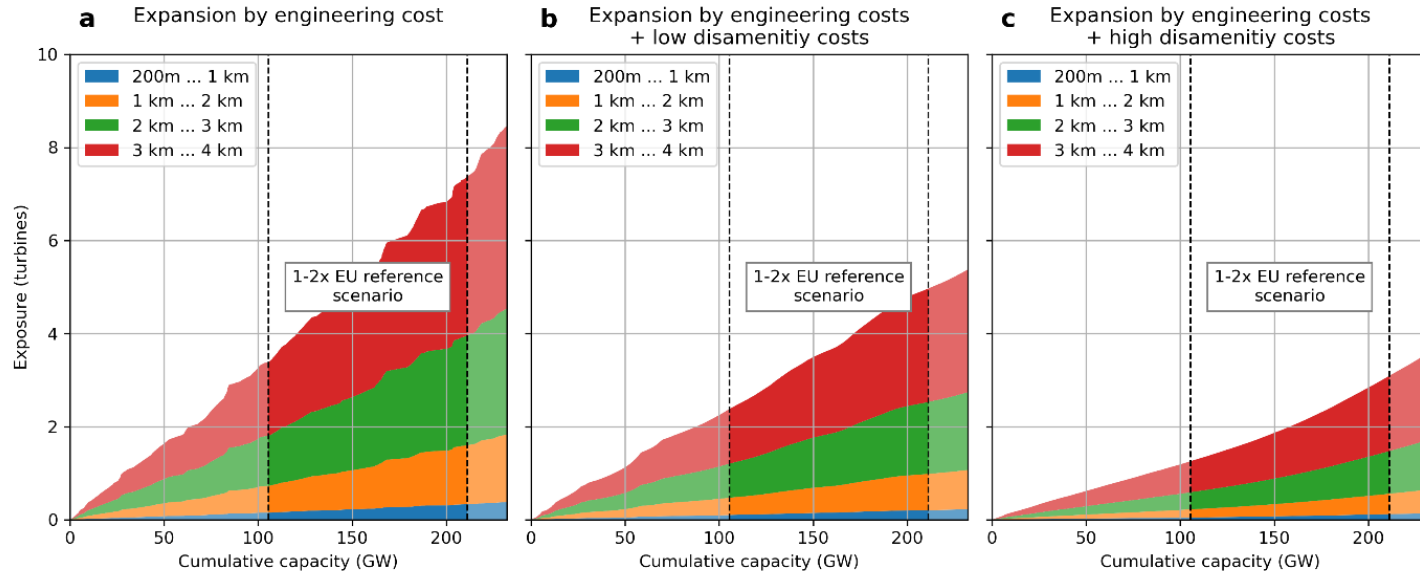 a Expansion by engineering cost
10
8
6
4
2
0
Exposure (turbines)
200m ... 1 km
1 km ... 2 km
2 km ... 3 km
3 km ... 4 km
1-2x EU reference
scenario
0 50 100 150 200
Cumulative capacity (GW)
b Expansion by engineering costs
+ low disamenitiy costs
200m ... 1 km
1 km ... 2 km
2 km ... 3 km
3 km ... 4 km
1-2x EU reference
scenario
0 50 100 150 200
Cumulative capacity (GW)
c Expansion by engineering costs
+ high disamenitiy costs
200m ... 1 km
1 km ... 2 km
2 km ... 3 km
3 km ... 4 km
1-2x EU reference
scenario
0 50 100 150 200
Cumulative capacity (GW)